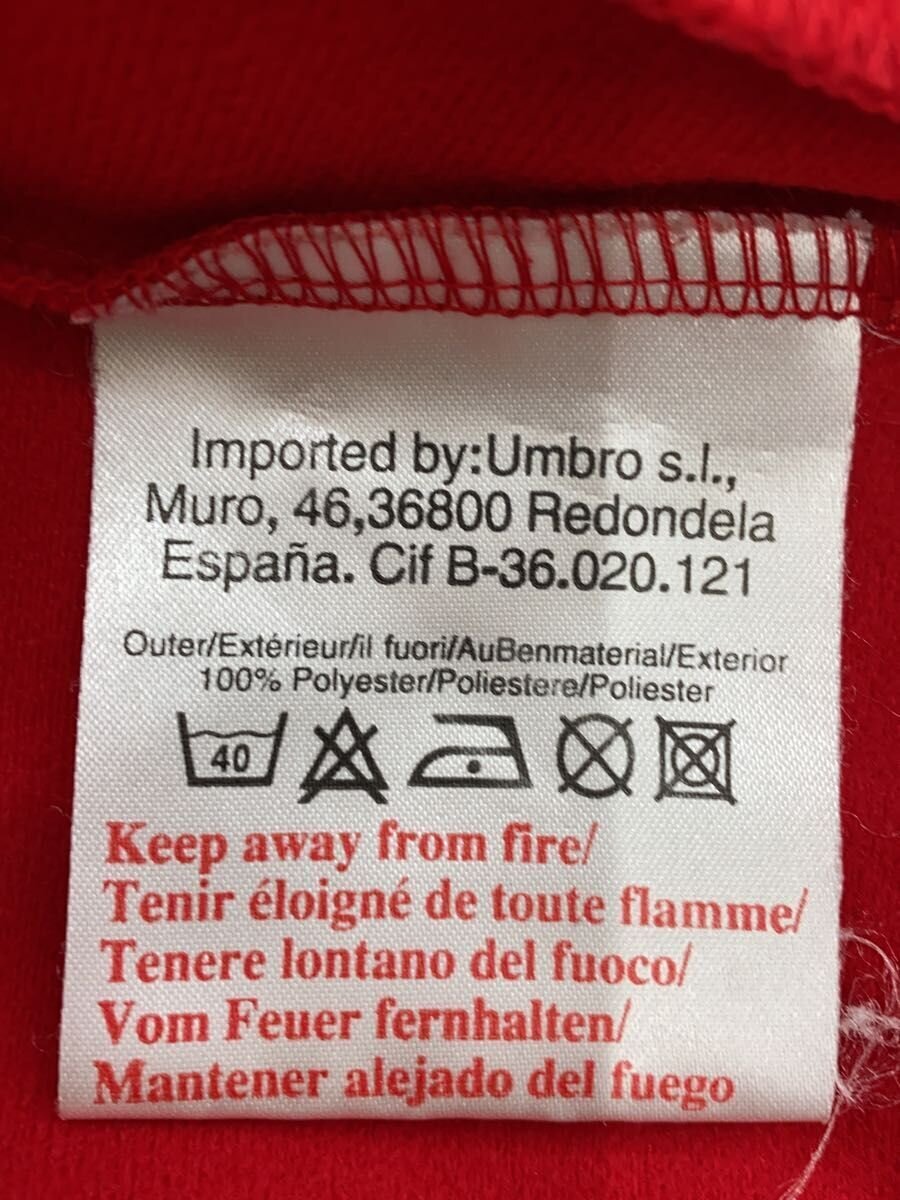 Imported by:Umbro s.l.,
Muro, 46,36800 Redondela
España. Cif B-36.020.121
Outer/Extérieur/il fuori/AuBenmaterial/Exterior
100% Polyester/Poliestere/Poliester
40
Keep away from fire/
Tenir éloigné de toute flamme/
Tenere lontano del fuoco/
Vom Feuer fernhalten/
Mantener alejado del fuego